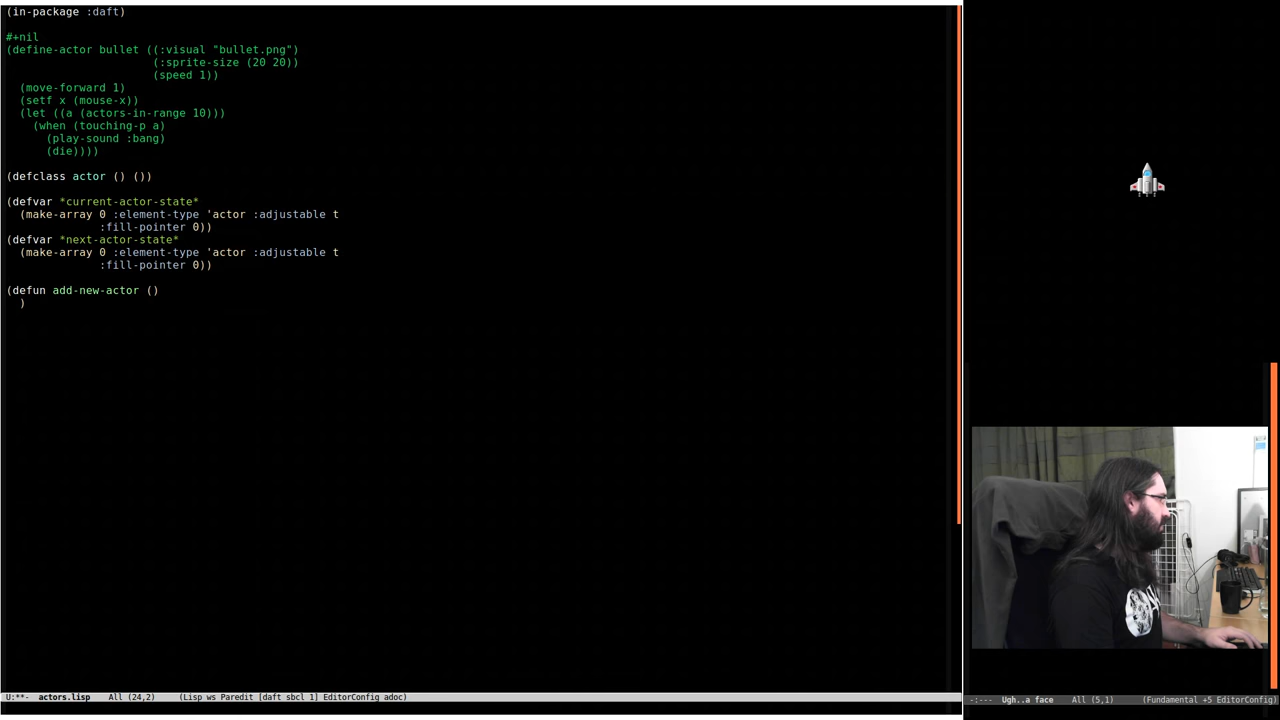 (in-package :daft)
#+nil
(define-actor bullet ((:visual "bullet.png")
(:sprite-size (20 20))
(speed 1))
(move-forward 1)
(setf x (mouse-x))
(let ((a (actors-in-range 10)))
(when (touching-p a)
(play-sound :bang)
(die))))
(defclass actor () ())
(defvar *current-actor-state*
(make-array 0 :element-type 'actor :adjustable t
:fill-pointer 0))
(defvar *next-actor-state*
(make-array 0 :element-type 'actor :adjustable t
:fill-pointer 0))
(defun add-new-actor ()
)
U:**-  actors.lisp    All (24,2)     (Lisp ws Paredit [daft sbcl 1] EditorConfig adoc)
-:---  Ugh..a face    All (5,1)      (Fundamental +5 EditorConfig)